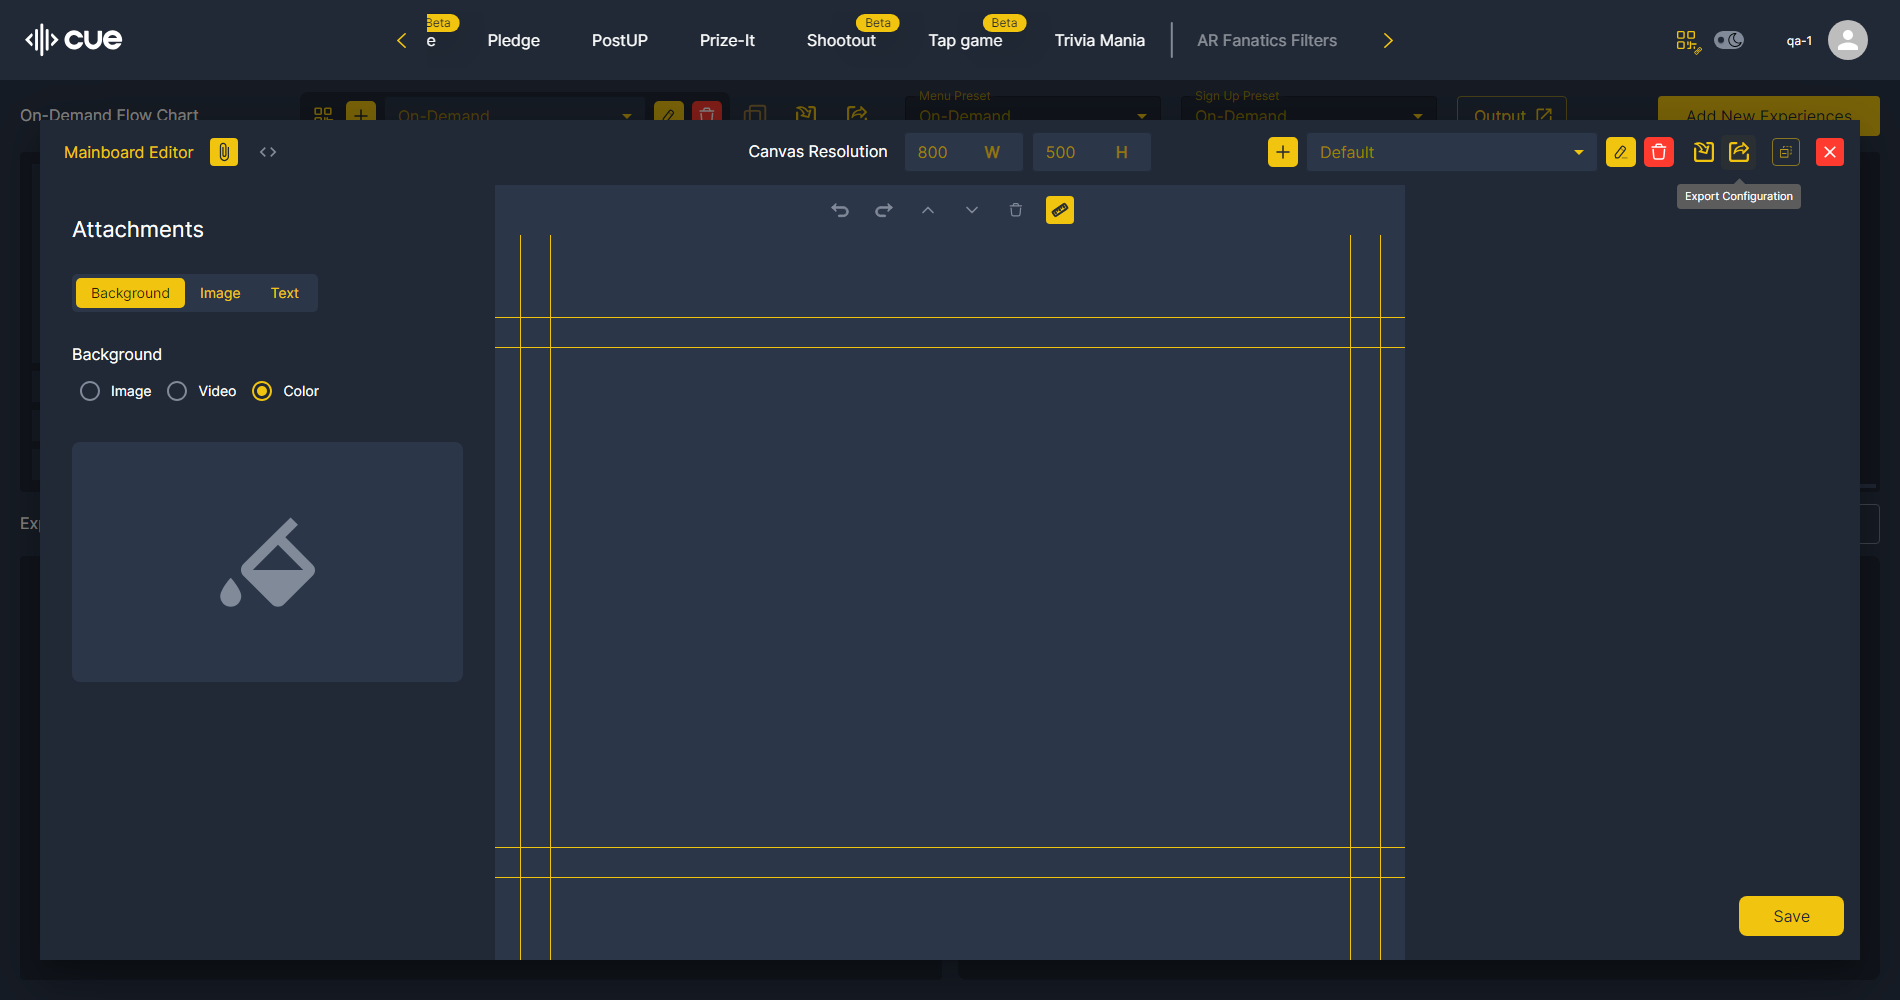 cue
Beta
e
Pledge
PostUP
Prize-It
Shootout
Beta
Tap game
Beta
Trivia Mania
AR Fanatics Filters
qa-1
On-Demand Flow Chart
On-Demand
Menu Preset
On-Demand
Sign Up Preset
On-Demand
Output
Add New Experiences
Mainboard Editor
Canvas Resolution
800 W
500 H
Default
Export Configuration
Attachments
Background Image Text
Background
Image Video Color
Exp
Save